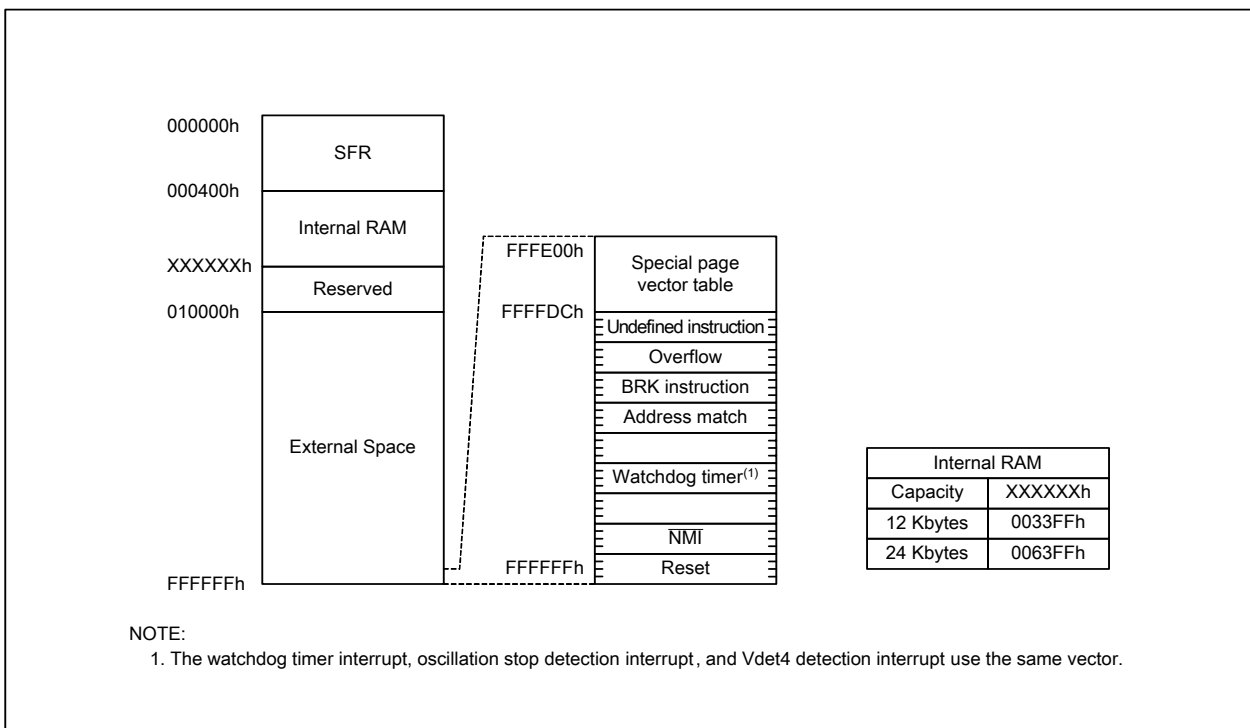 000000h
SFR
000400h
Internal RAM
XXXXXXh
Reserved
010000h
External Space
FFFFFFh
FFFE00h
Special page
vector table
FFFFDCh
Undefined instruction
Overflow
BRK instruction
Address match
Watchdog timer(1)
NMI
FFFFFFh
Reset
Internal RAM
Capacity XXXXXXh
12 Kbytes 0033FFh
24 Kbytes 0063FFh
NOTE:
1. The watchdog timer interrupt, oscillation stop detection interrupt, and Vdet4 detection interrupt use the same vector.